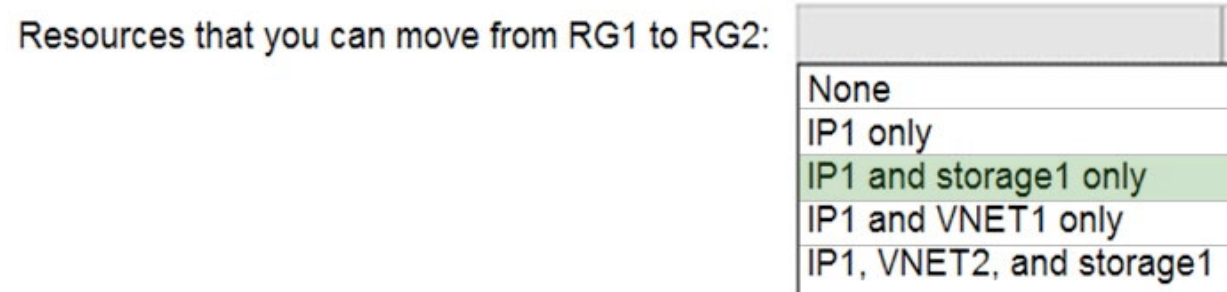 Resources that you can move from RG1 to RG2:
None
IP1 only
IP1 and storage1 only
IP1 and VNET1 only
IP1, VNET2, and storage1